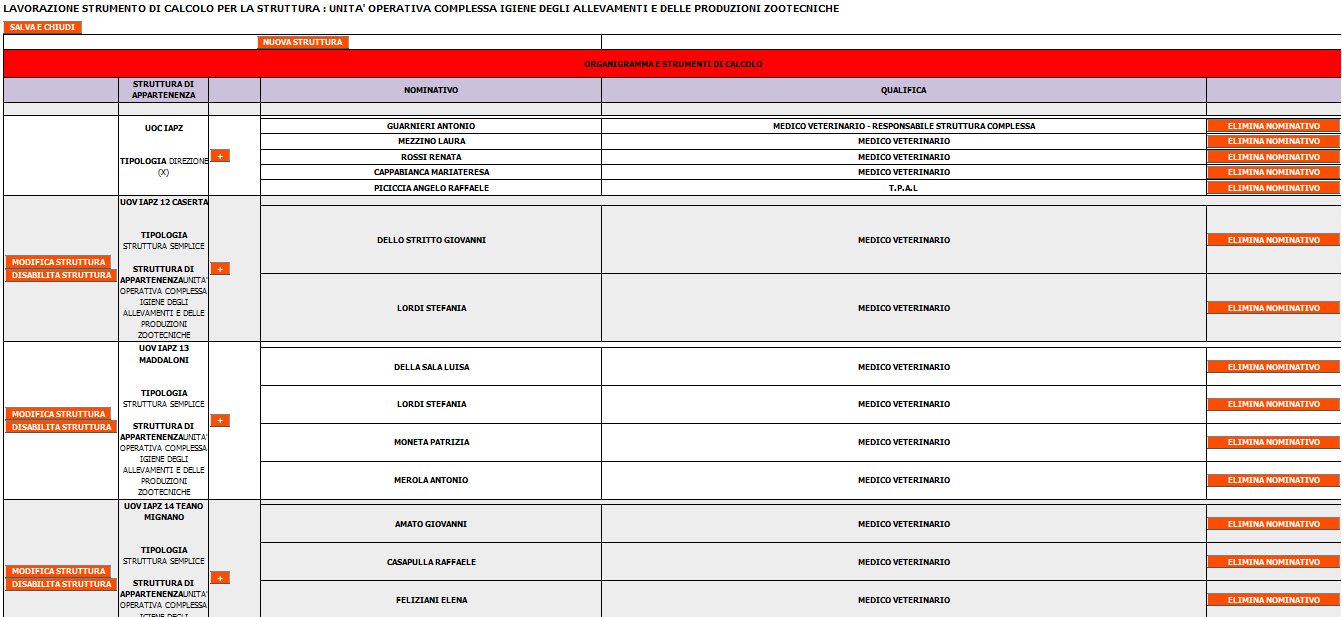 LAVORAZIONE STRUMENTO DI CALCOLO PER LA STRUTTURA : UNITA' OPERATIVA COMPLESSA IGIENE DEGLI ALLEVAMENTI E DELLE PRODUZIONI ZOOTECNICHE
SALVA E CHIUDI
NUOVA STRUTTURA
ORGANIGRAMMA E STRUMENTI DI CALCOLO
STRUTTURA DI
APPARTENENZA
NOMINATIVO
QUALIFICA
UOC IAPZ
TIPOLOGIA DIREZIONE
(X)
+
GUARNIERI ANTONIO
MEDICO VETERINARIO - RESPONSABILE STRUTTURA COMPLESSA
ELIMINA NOMINATIVO
MEZZINO LAURA
MEDICO VETERINARIO
ELIMINA NOMINATIVO
ROSSI RENATA
MEDICO VETERINARIO
ELIMINA NOMINATIVO
CAPPABIANCA MARIATERESA
MEDICO VETERINARIO
ELIMINA NOMINATIVO
PICICCIA ANGELO RAFFAELE
T.P.A.L
ELIMINA NOMINATIVO
MODIFICA STRUTTURA
DISABILITA STRUTTURA
UOV IAPZ 12 CASERTA
TIPOLOGIA
STRUTTURA SEMPLICE
STRUTTURA DI
APPARTENENZAUNITA'
OPERATIVA COMPLESSA
IGIENE DEGLI
ALLEVAMENTI E DELLE
PRODUZIONI
ZOOTECNICHE
+
DELLO STRITTO GIOVANNI
MEDICO VETERINARIO
ELIMINA NOMINATIVO
LORDI STEFANIA
MEDICO VETERINARIO
ELIMINA NOMINATIVO
MODIFICA STRUTTURA
DISABILITA STRUTTURA
UOV IAPZ 13
MADDALONI
TIPOLOGIA
STRUTTURA SEMPLICE
STRUTTURA DI
APPARTENENZAUNITA'
OPERATIVA COMPLESSA
IGIENE DEGLI
ALLEVAMENTI E DELLE
PRODUZIONI
ZOOTECNICHE
+
DELLA SALA LUISA
MEDICO VETERINARIO
ELIMINA NOMINATIVO
LORDI STEFANIA
MEDICO VETERINARIO
ELIMINA NOMINATIVO
MONETA PATRIZIA
MEDICO VETERINARIO
ELIMINA NOMINATIVO
MEROLA ANTONIO
MEDICO VETERINARIO
ELIMINA NOMINATIVO
MODIFICA STRUTTURA
DISABILITA STRUTTURA
UOV IAPZ 14 TEANO
MIGNANO
TIPOLOGIA
STRUTTURA SEMPLICE
STRUTTURA DI
APPARTENENZAUNITA'
OPERATIVA COMPLESSA
IGIENE DEGLI
+
AMATO GIOVANNI
MEDICO VETERINARIO
ELIMINA NOMINATIVO
CASAPULLA RAFFAELE
MEDICO VETERINARIO
ELIMINA NOMINATIVO
FELIZIANI ELENA
MEDICO VETERINARIO
ELIMINA NOMINATIVO